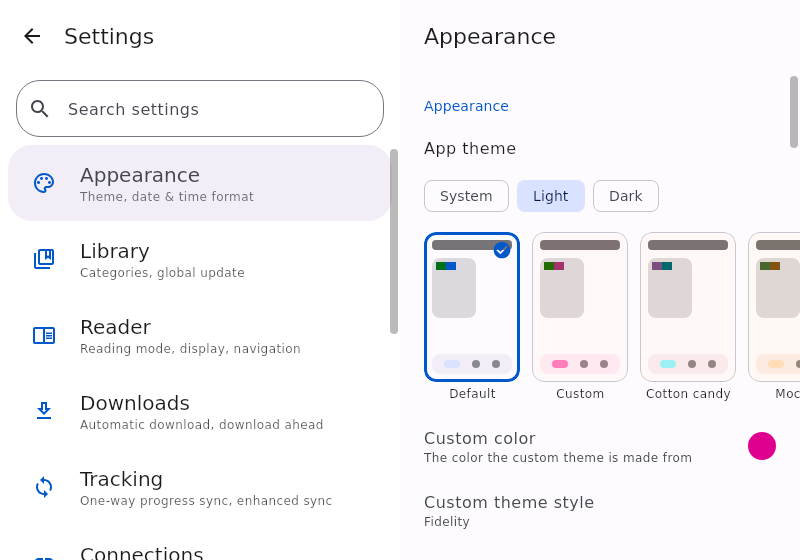 Settings
Search settings
Appearance
Theme, date & time format
Library
Categories, global update
Reader
Reading mode, display, navigation
Downloads
Automatic download, download ahead
Tracking
One-way progress sync, enhanced sync
Connections
Appearance
Appearance
App theme
System
Light
Dark
Default
Custom
Cotton candy
Moc
Custom color
The color the custom theme is made from
Custom theme style
Fidelity